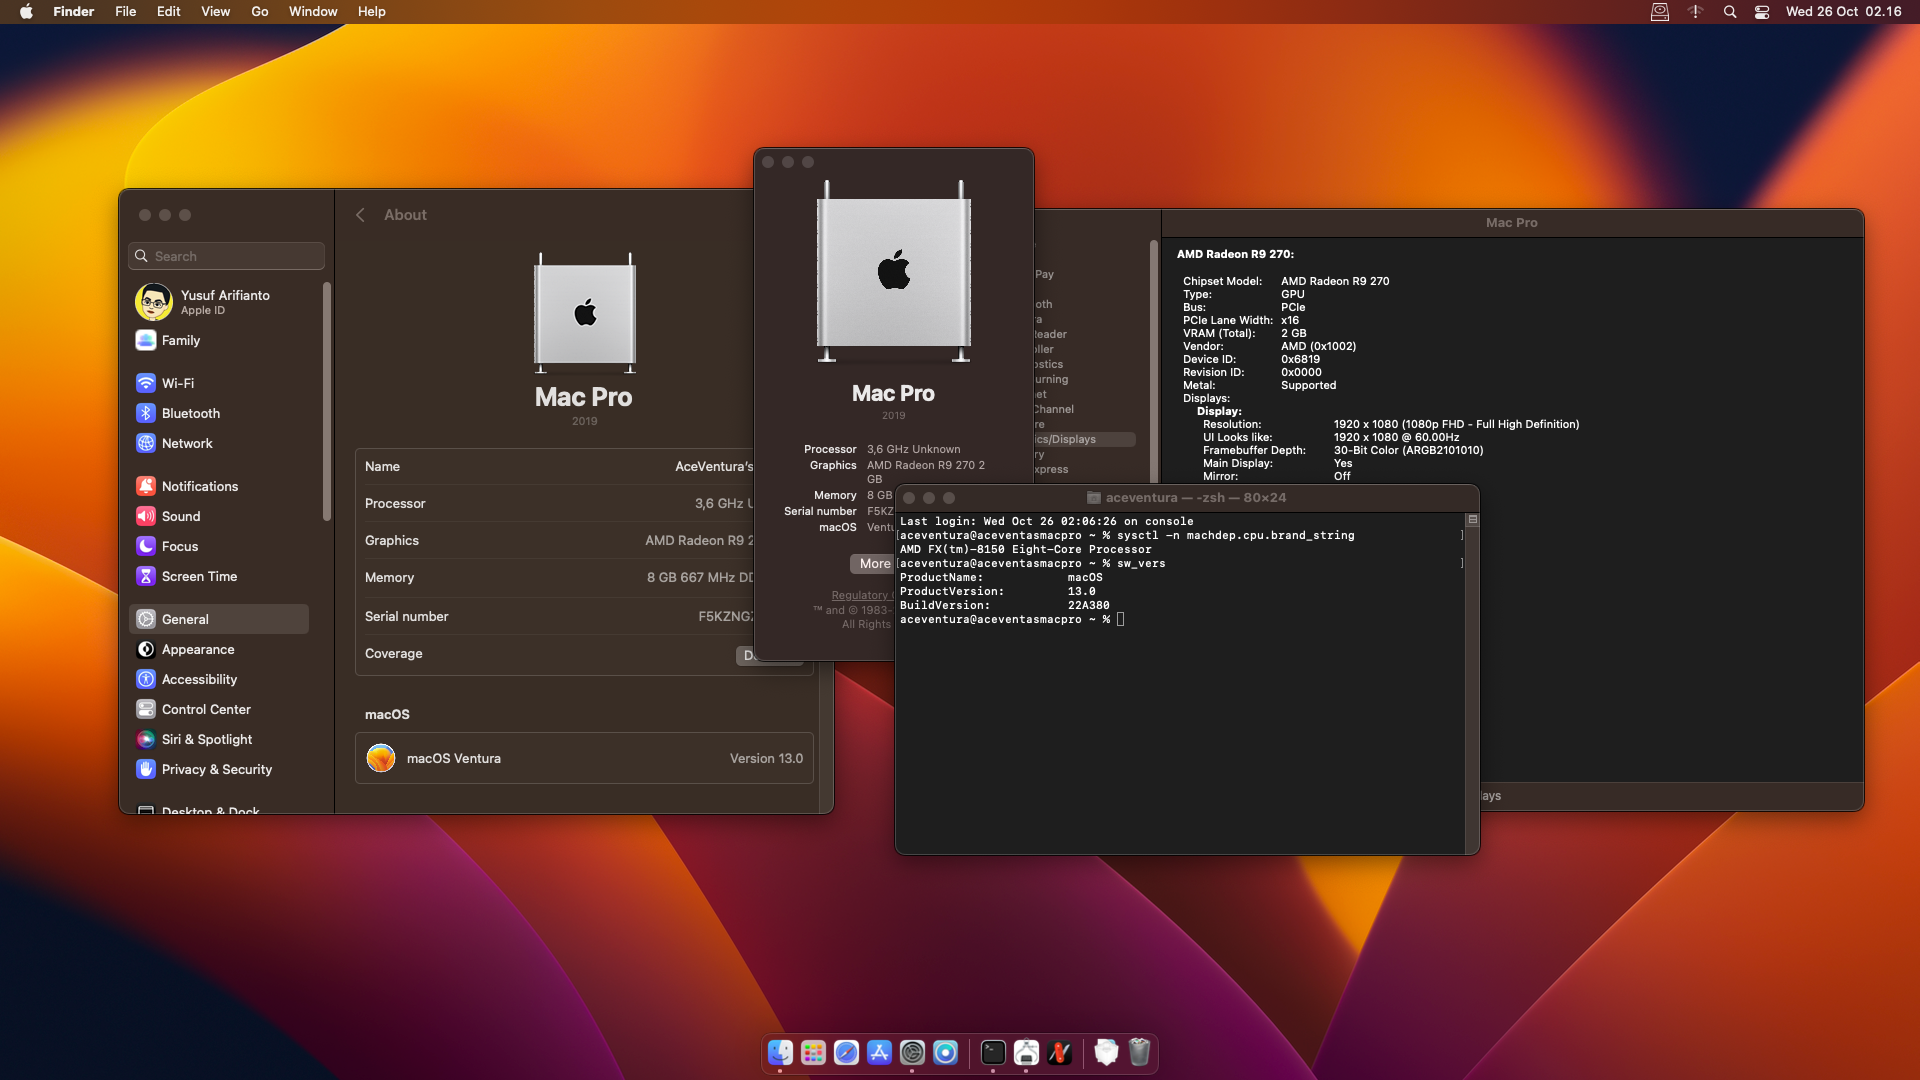 Finder File Edit View Go Window Help
Wed 26 Oct 02.16
Search
Yusuf Arifianto
Apple ID
Family
Wi-Fi
Bluetooth
Network
Notifications
Sound
Focus
Screen Time
General
Appearance
Accessibility
Control Center
Siri & Spotlight
Privacy & Security
Desktop & Dock
About
Mac Pro
2019
Name AceVentura's
Processor 3,6 GHz U
Graphics AMD Radeon R9 2
Memory 8 GB 667 MHz DD
Serial number F5KZNGZ
Coverage
D
macOS
macOS Ventura Version 13.0
Mac Pro
2019
Processor 3,6 GHz Unknown
Graphics AMD Radeon R9 270 2
GB
Memory 8 GB
Serial number F5KZ
macOS Ventu
More
Regulatory
™ and © 1983-
All Rights
Pay
oth
ra
Reader
oller
ostics
urning
et
Channel
re
ics/Displays
ry
xpress
Mac Pro
AMD Radeon R9 270:
Chipset Model: AMD Radeon R9 270
Type: GPU
Bus: PCIe
PCIe Lane Width: x16
VRAM (Total): 2 GB
Vendor: AMD (0x1002)
Device ID: 0x6819
Revision ID: 0x0000
Metal: Supported
Displays:
Display:
Resolution: 1920 x 1080 (1080p FHD - Full High Definition)
UI Looks like: 1920 x 1080 @ 60.00Hz
Framebuffer Depth: 30-Bit Color (ARGB2101010)
Main Display: Yes
Mirror: Off
lays
aceventura — -zsh — 80×24
Last login: Wed Oct 26 02:06:26 on console
[aceventura@aceventasmacpro ~ % sysctl -n machdep.cpu.brand_string ]
AMD FX(tm)-8150 Eight-Core Processor
[aceventura@aceventasmacpro ~ % sw_vers ]
ProductName: macOS
ProductVersion: 13.0
BuildVersion: 22A380
aceventura@aceventasmacpro ~ %